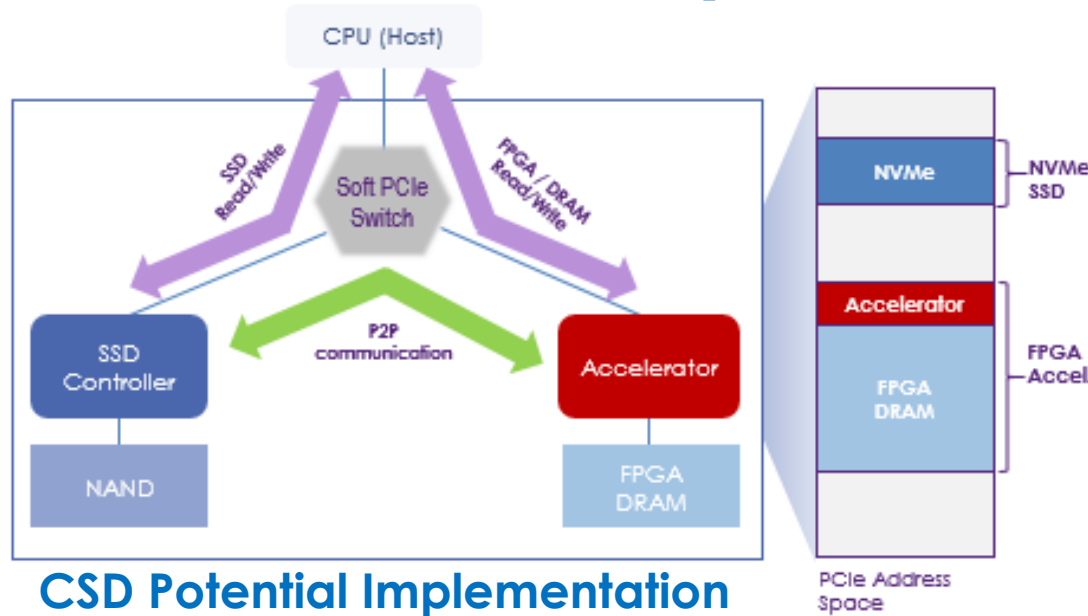 CPU (Host)
SSD
Read/Write
FPGA / DRAM
Read/Write
Soft PCIe
Switch
P2P
communication
SSD
Controller
Accelerator
NAND
FPGA
DRAM
CSD Potential Implementation
NVMe
NVMe
SSD
Accelerator
FPGA
DRAM
FPGA
Accel
PCIe Address
Space